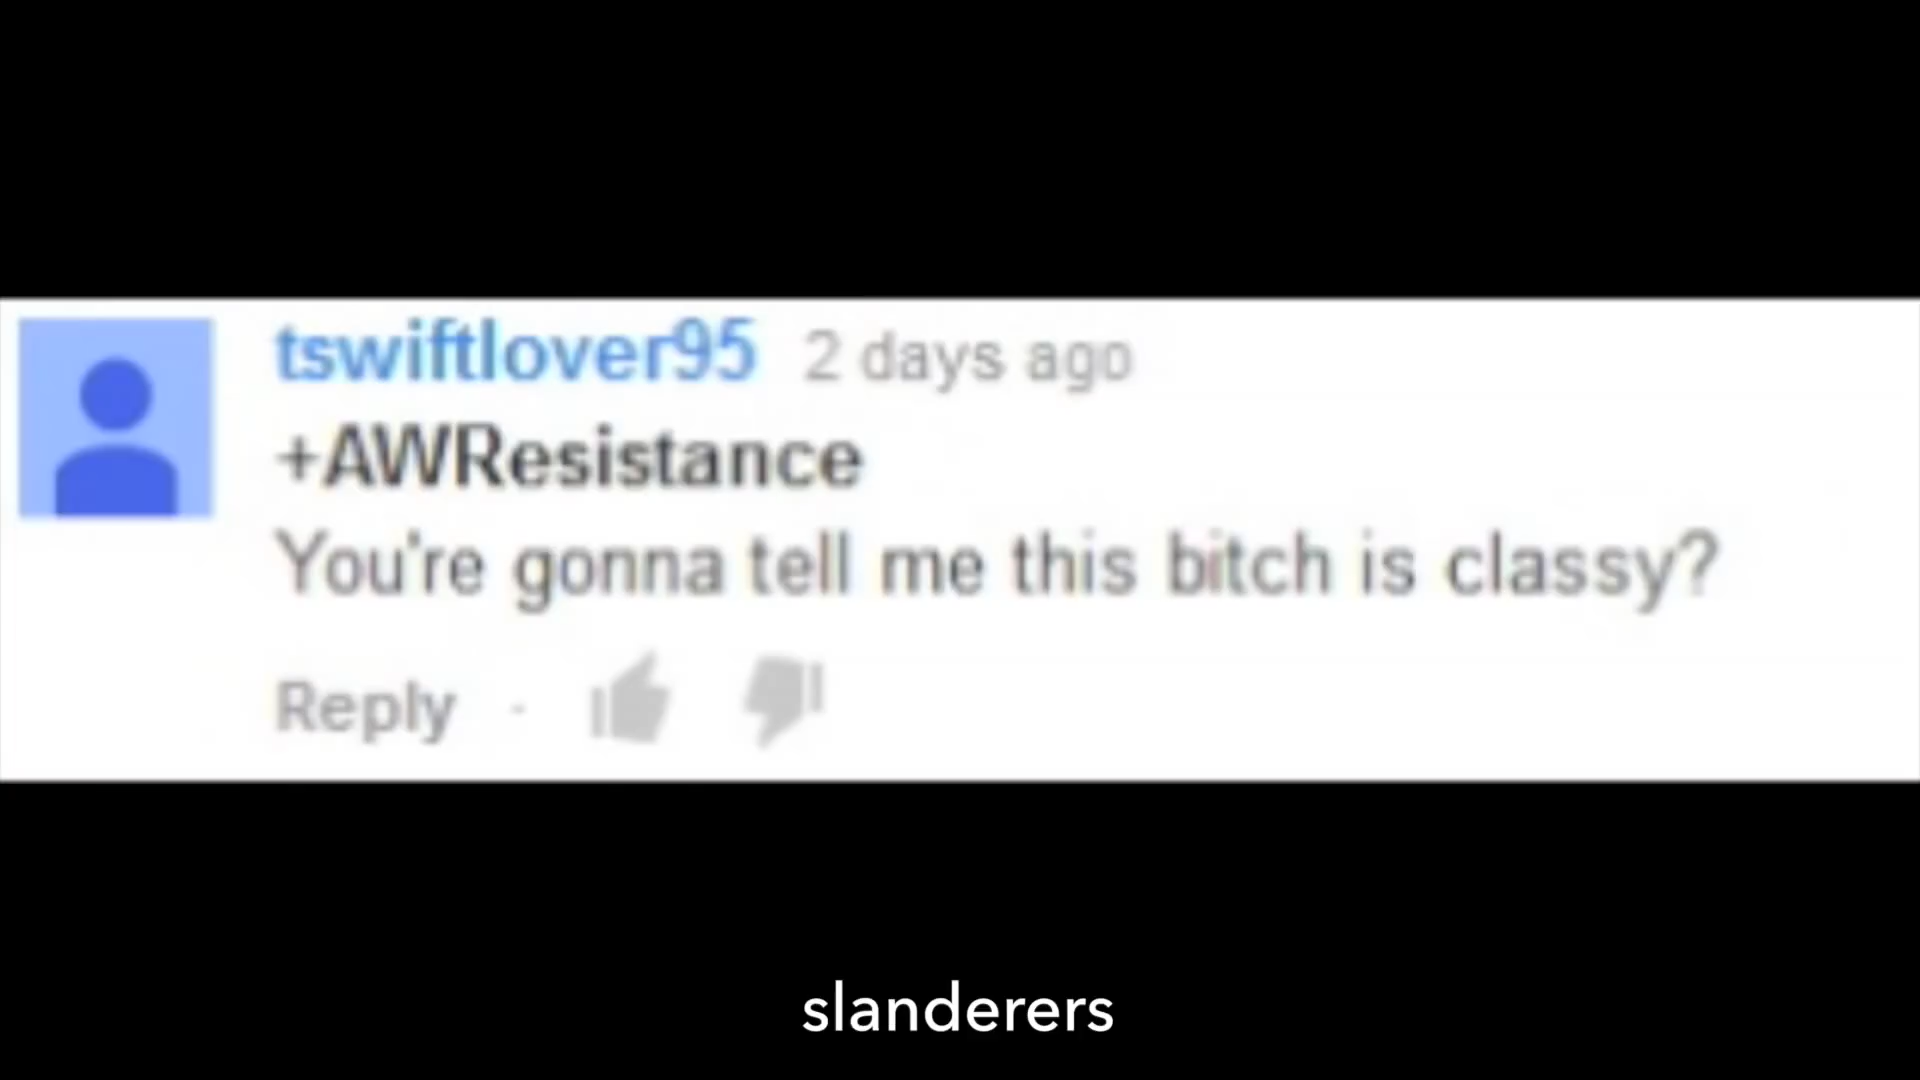 tswiftlover95 2 days ago
+AWResistance
You're gonna tell me this bitch is classy?
Reply ·
slanderers